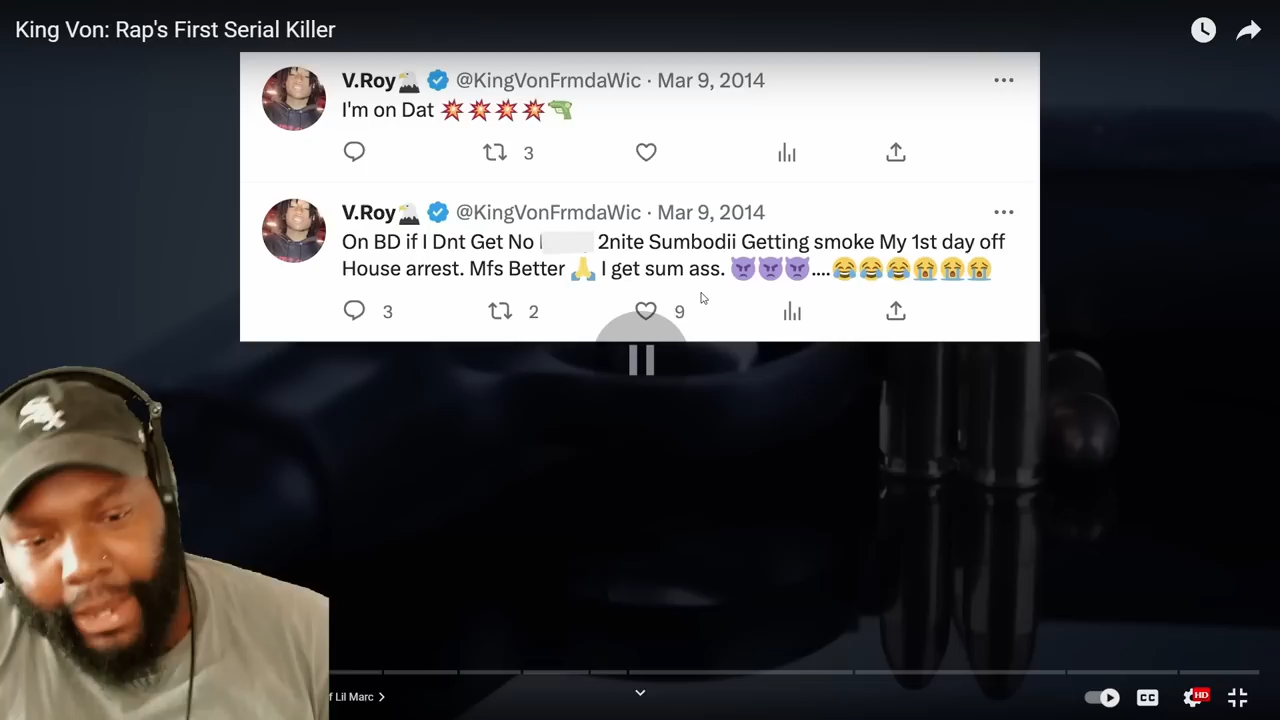 King Von: Rap's First Serial Killer
V.Roy🦅 @KingVonFrmdaWic · Mar 9, 2014
I'm on Dat 💥💥💥💥🔫
3
V.Roy🦅 @KingVonFrmdaWic · Mar 9, 2014
On BD if I Dnt Get No 2nite Sumbodii Getting smoke My 1st day off
House arrest. Mfs Better 🙏 I get sum ass. 😈😈😈....😂😂😂😭😭😭
3 2 9
Sox
f Lil Marc >
CC HD